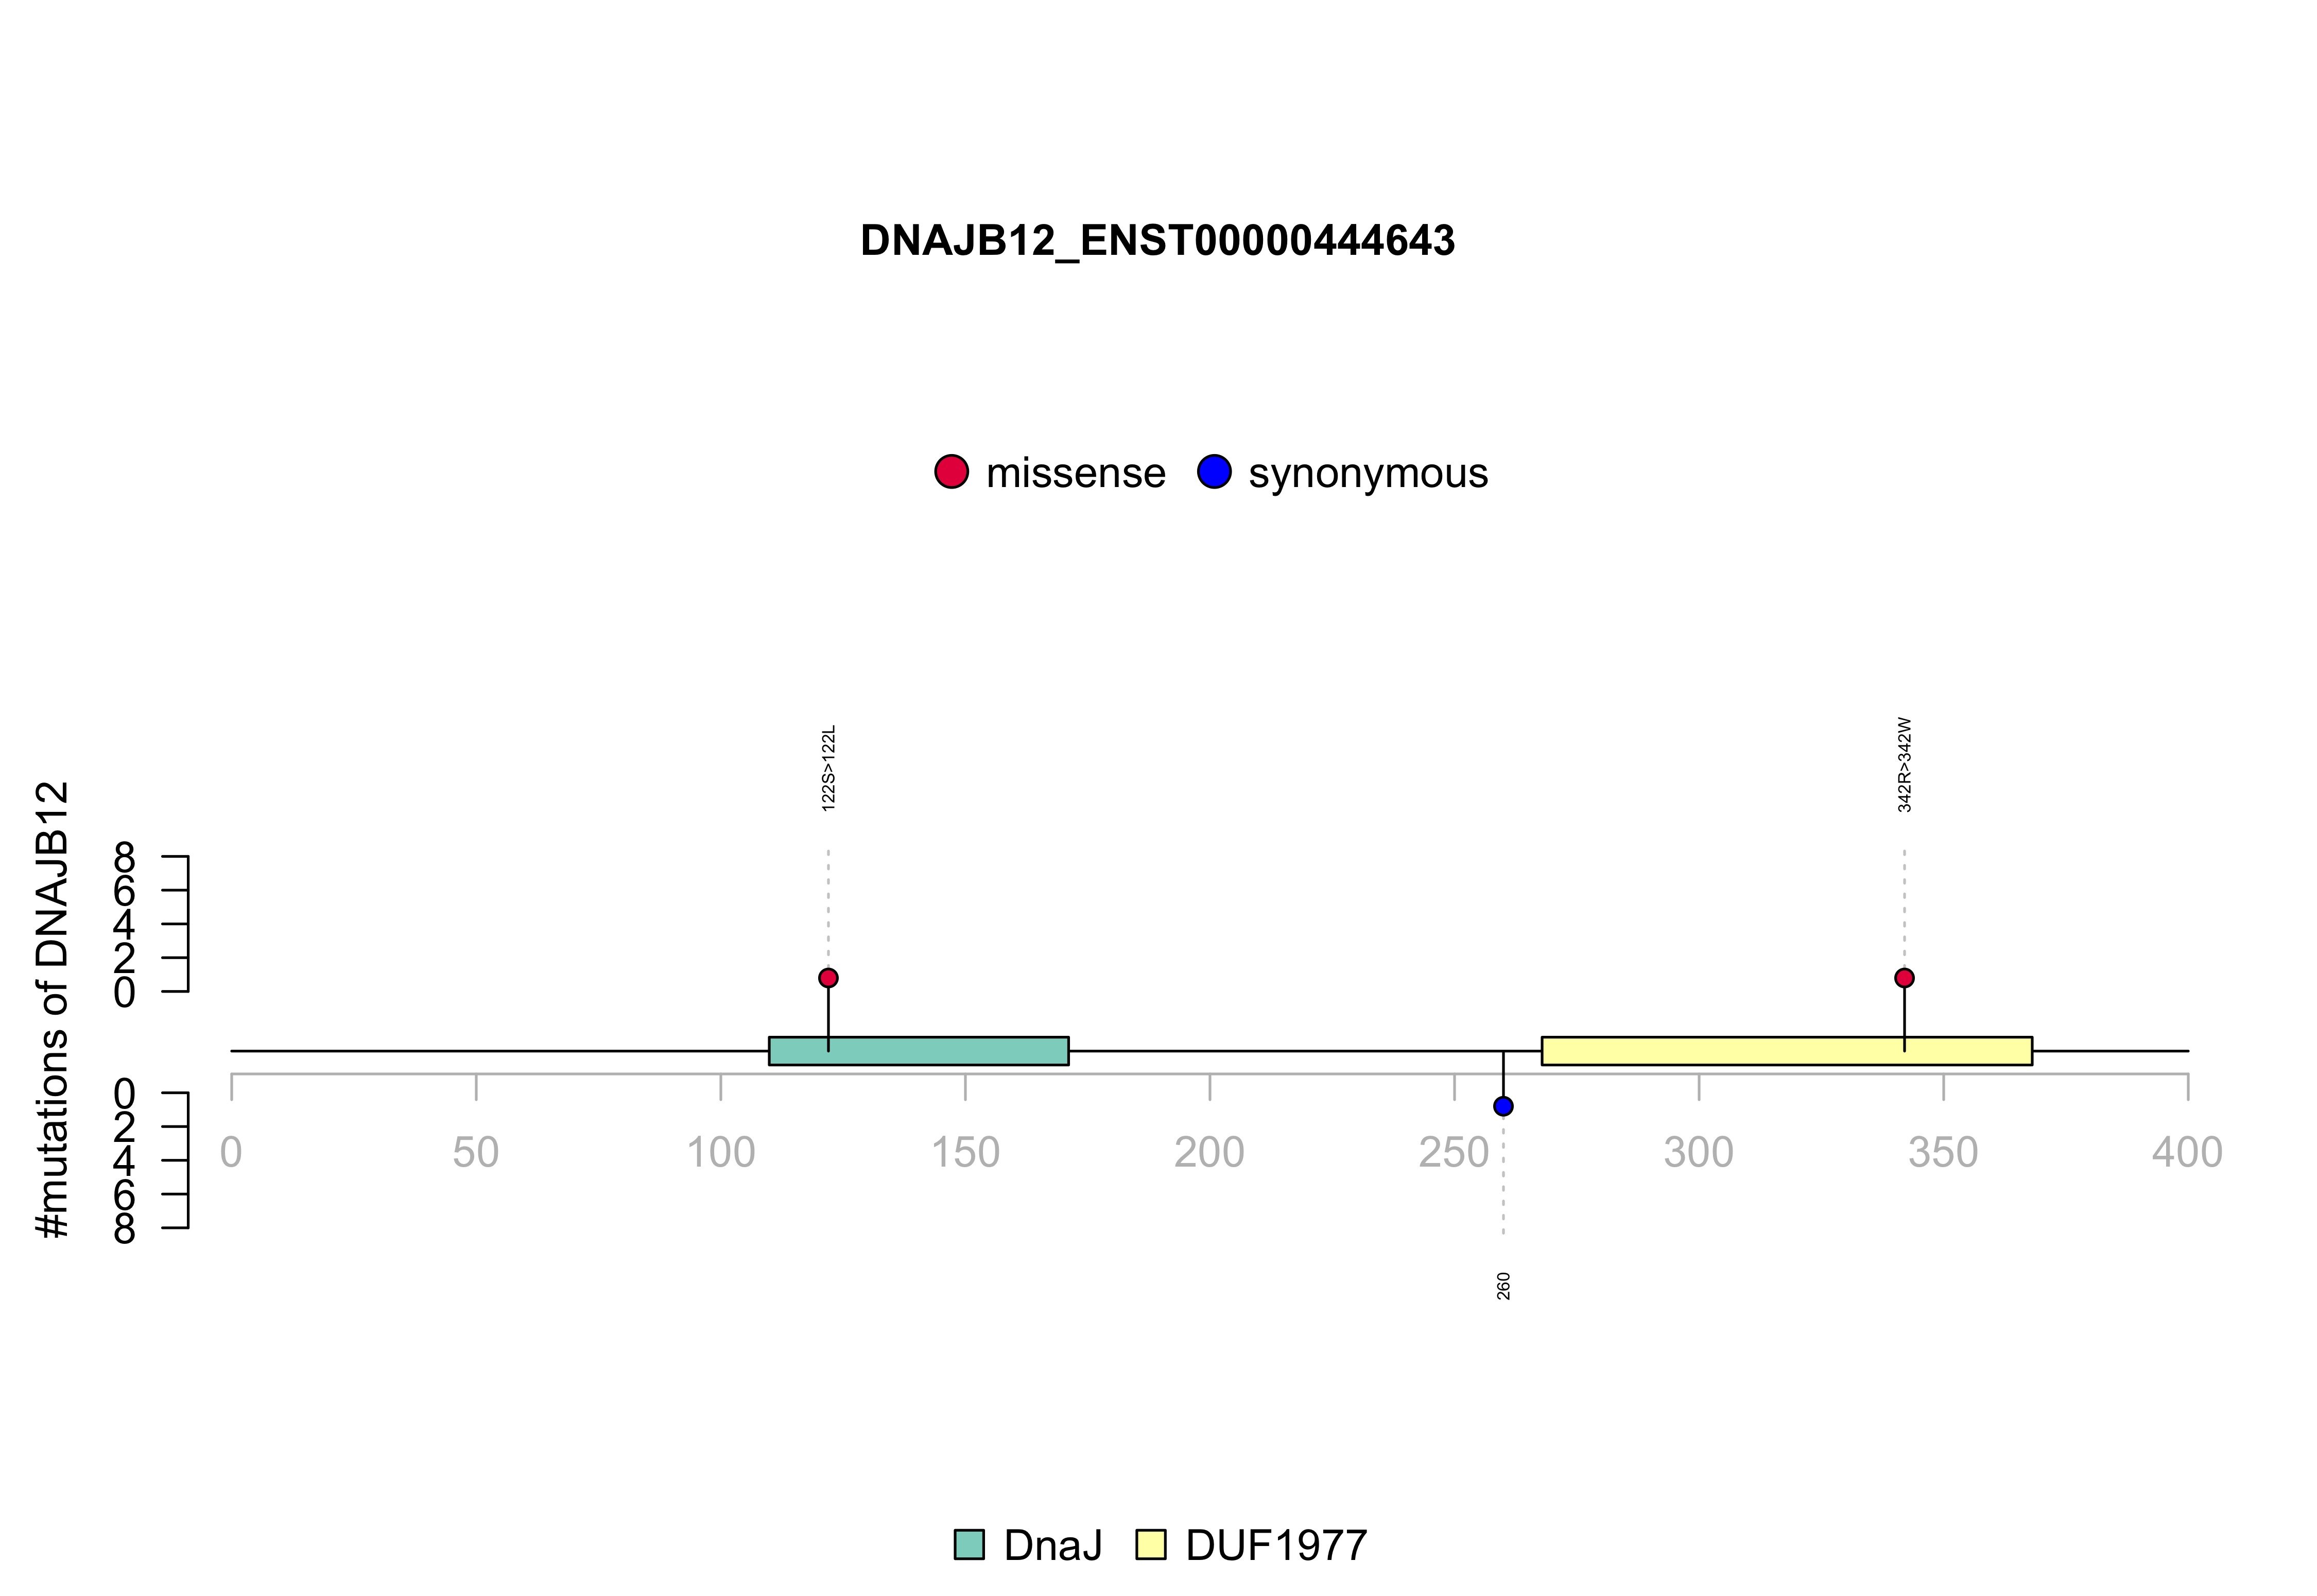 DNAJB12_ENST00000444643
missense synonymous
122S>122L
342R>342W
#mutations of DNAJB12
8
6
4
2
0
0
2
4
6
8
0 50 100 150 200 250 300 350 400
260
DnaJ DUF1977